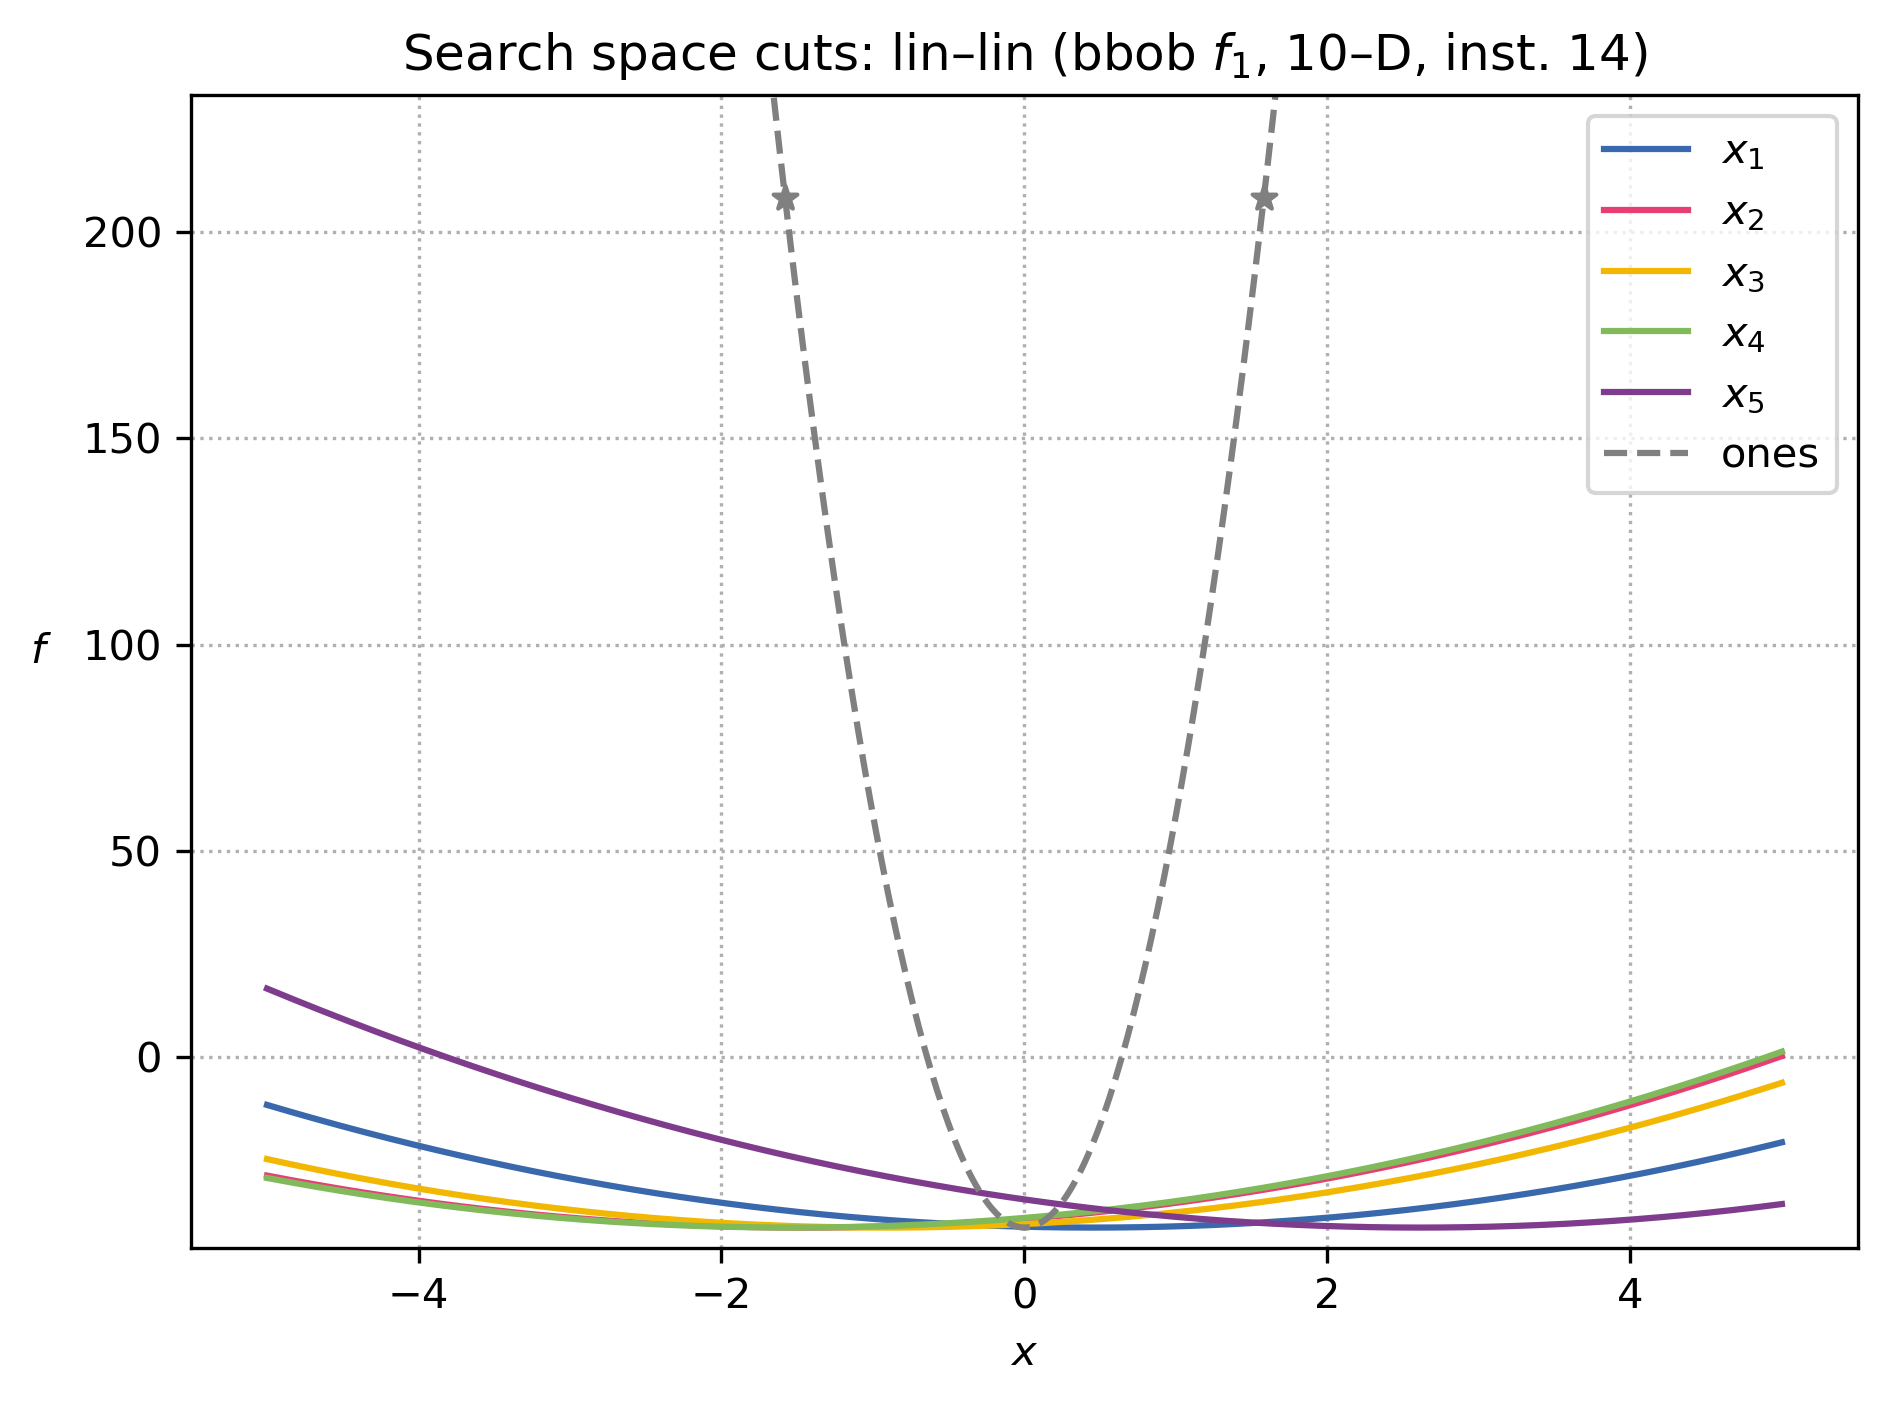 Search space cuts: lin–lin (bbob f₁, 10–D, inst. 14)
x₁
x₂
x₃
x₄
x₅
ones
200
150
100
50
0
f
−4
−2
0
2
4
x